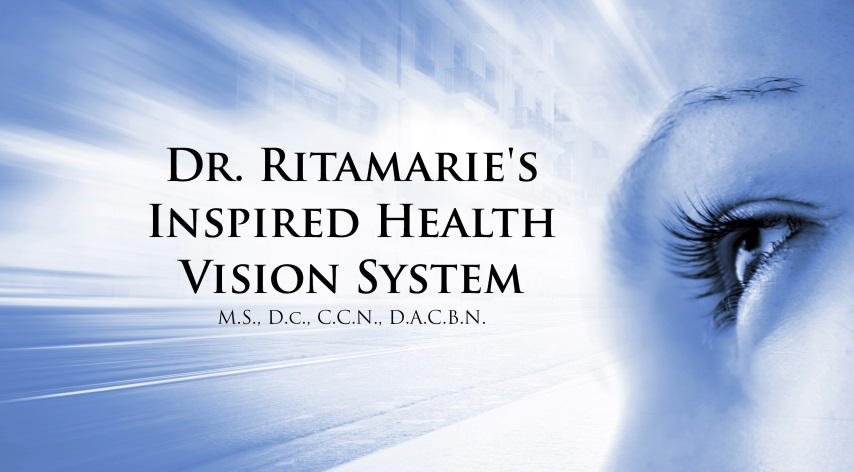 Dr. Ritamarie's
Inspired Health
Vision System
M.S., D.c., C.C.N., D.A.C.B.N.